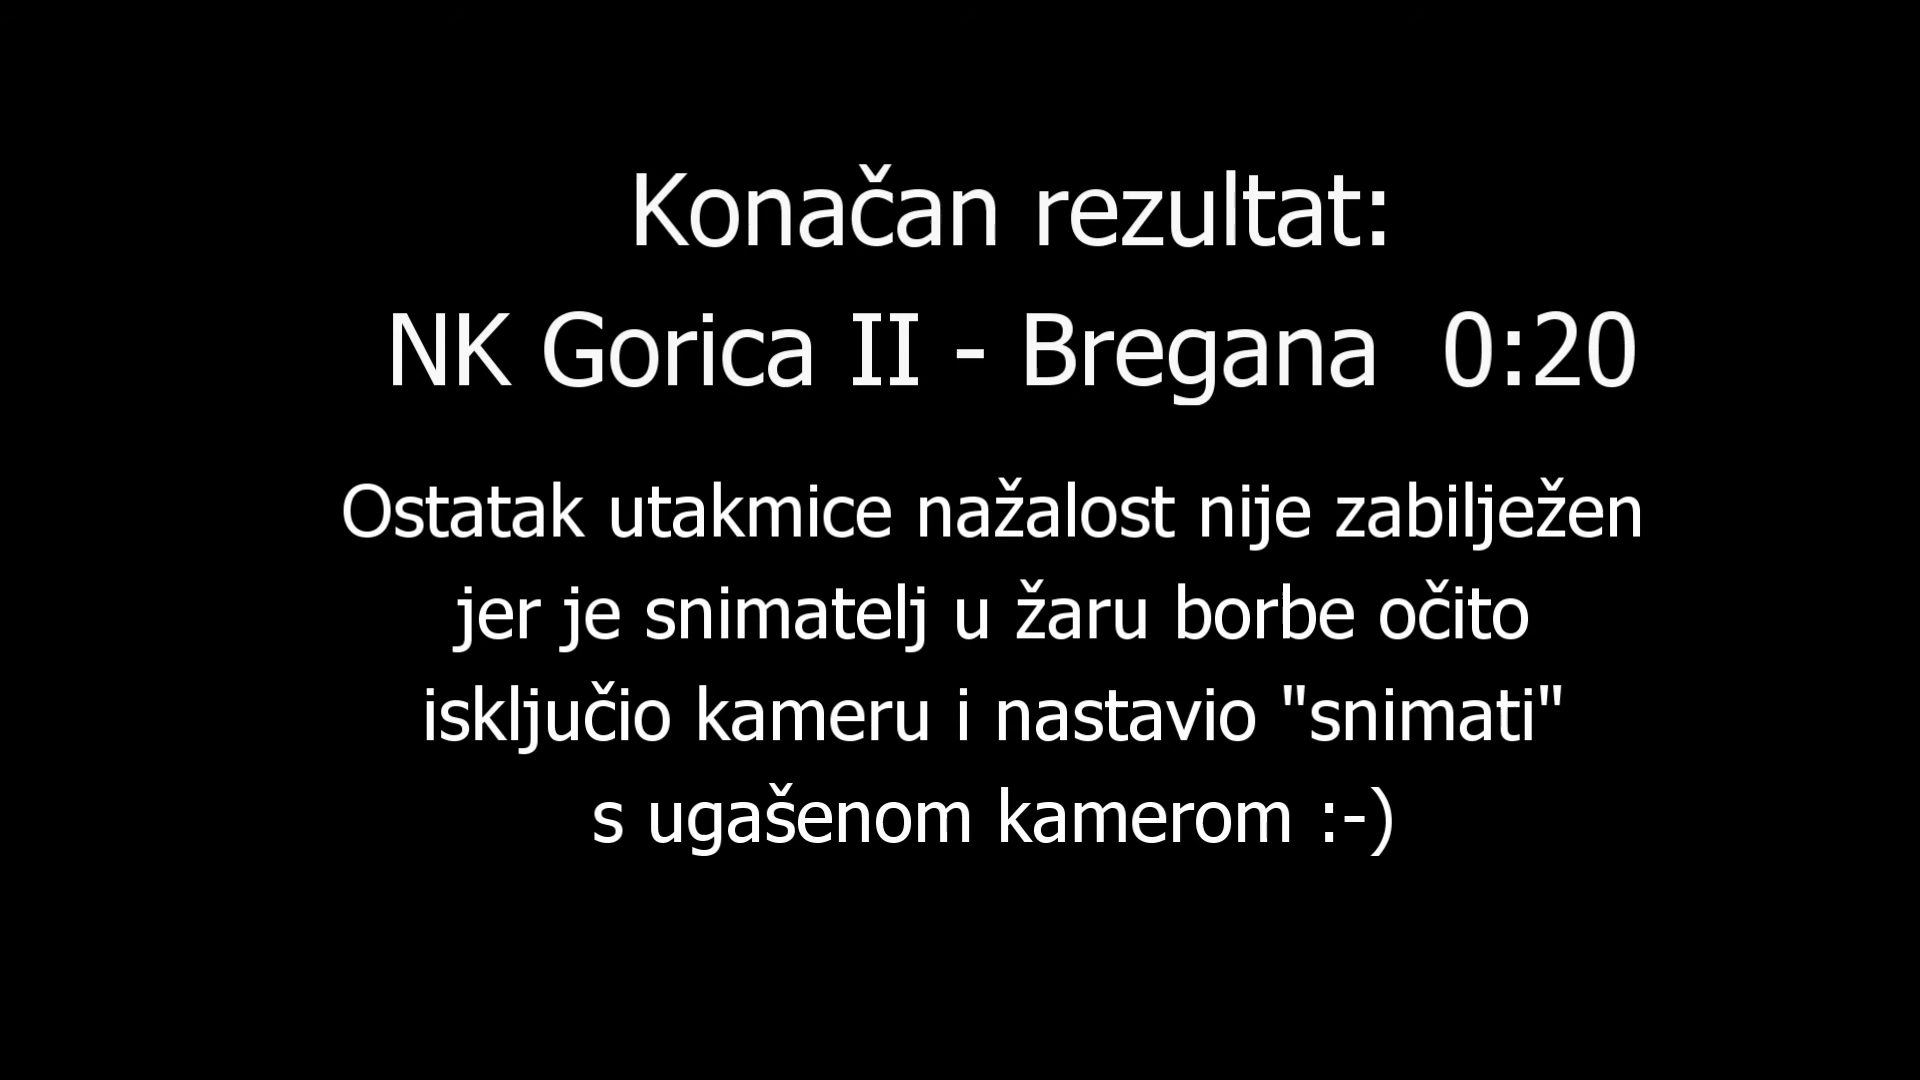 Konačan rezultat:
NK Gorica II - Bregana  0:20
Ostatak utakmice nažalost nije zabilježen
jer je snimatelj u žaru borbe očito
isključio kameru i nastavio "snimati"
s ugašenom kamerom :-)